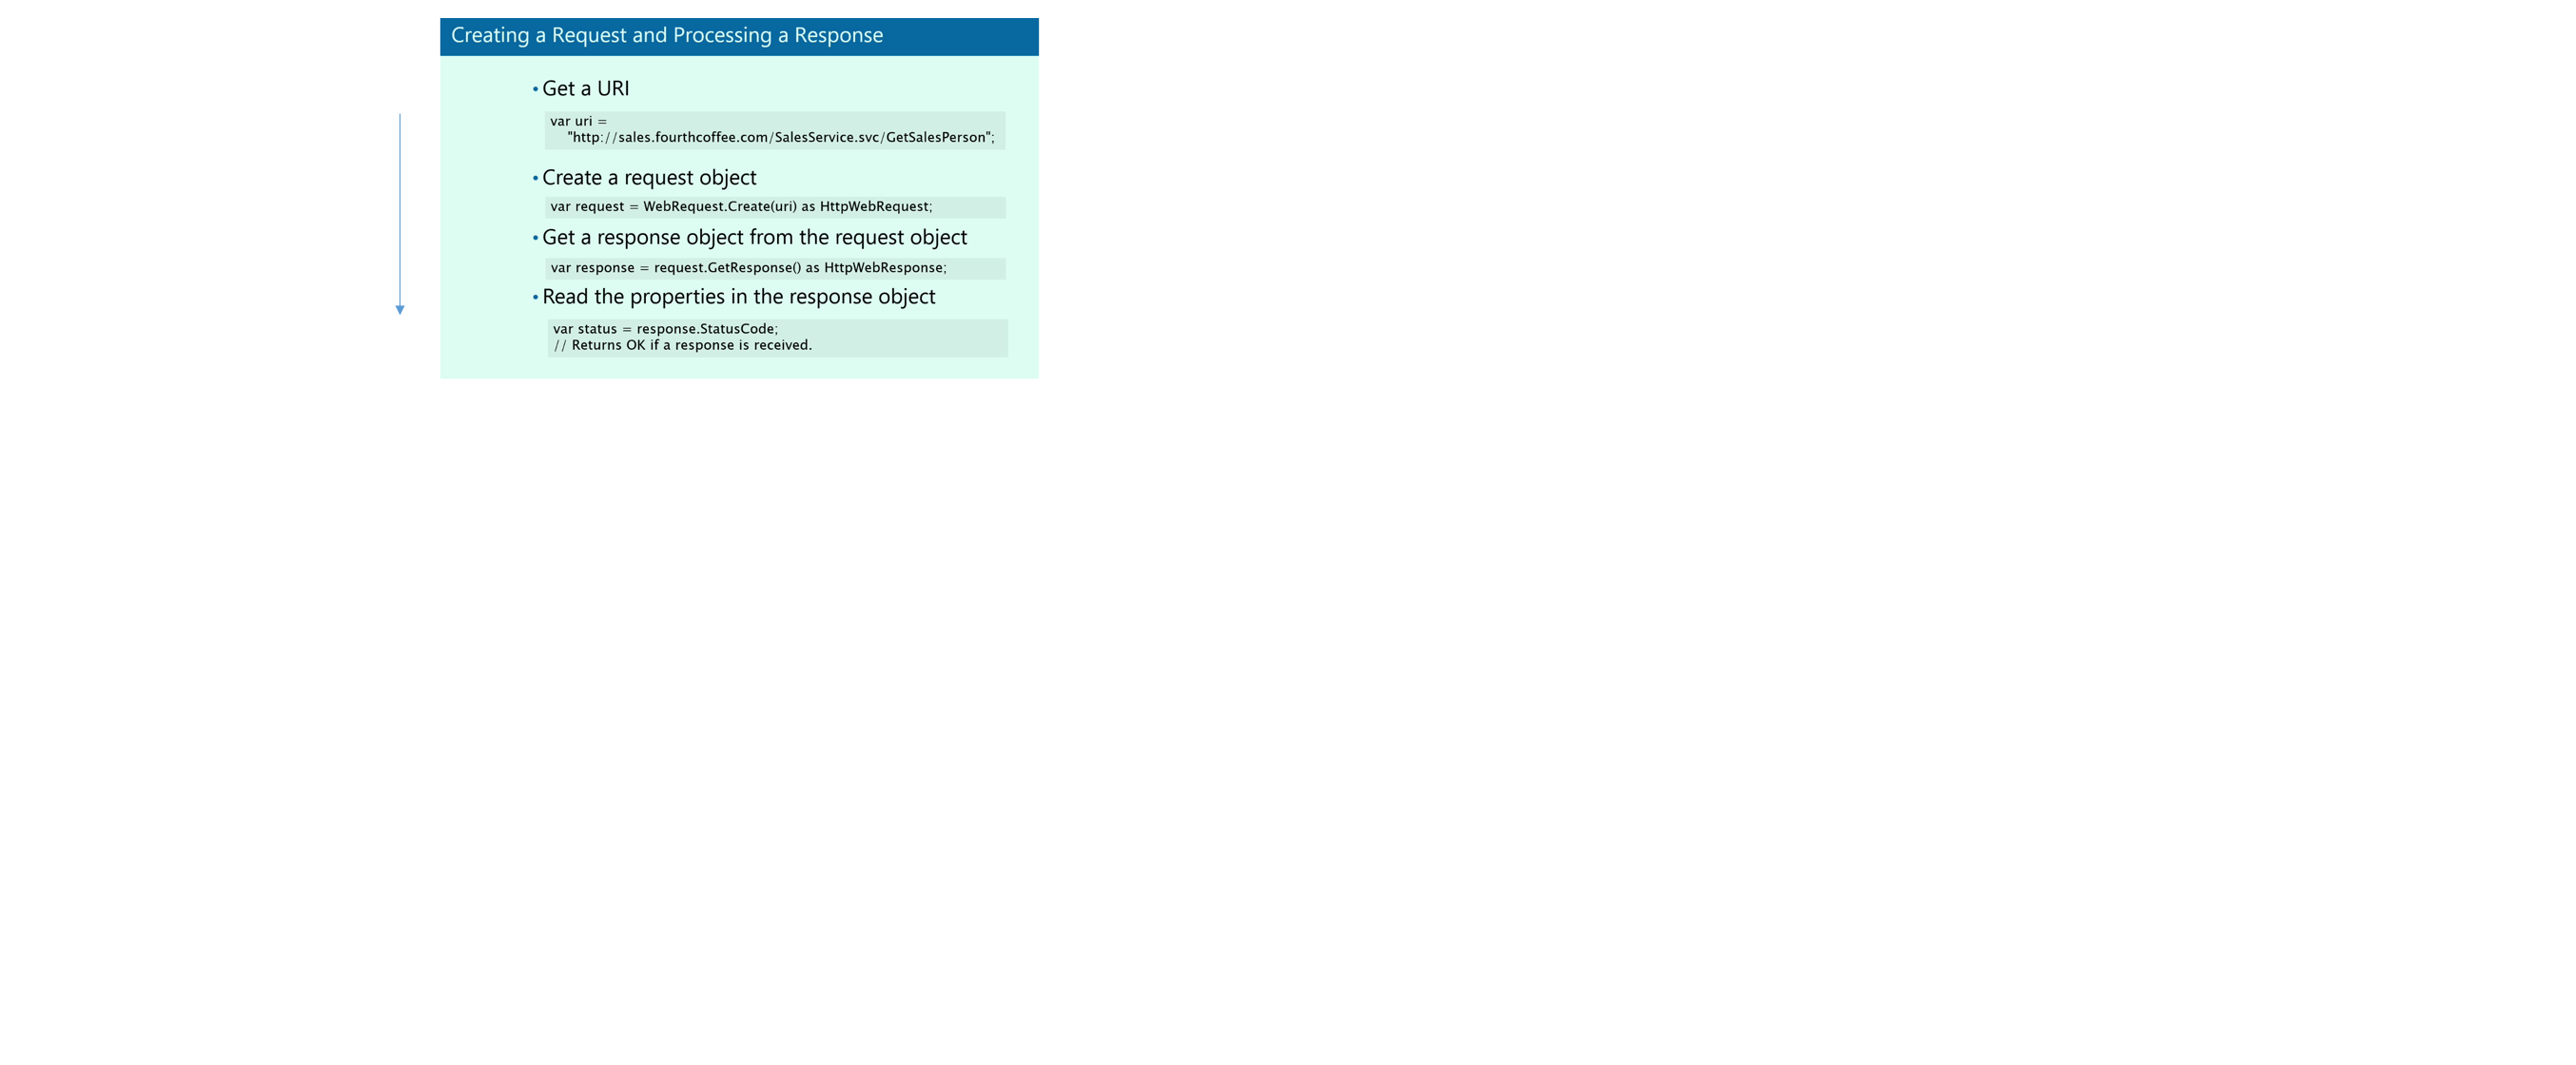 Creating a Request and Processing a Response
• Get a URI
var uri =
"http://sales.fourthcoffee.com/SalesService.svc/GetSalesPerson";
• Create a request object
var request = WebRequest.Create(uri) as HttpWebRequest;
• Get a response object from the request object
var response = request.GetResponse() as HttpWebResponse;
• Read the properties in the response object
var status = response.StatusCode;
// Returns OK if a response is received.